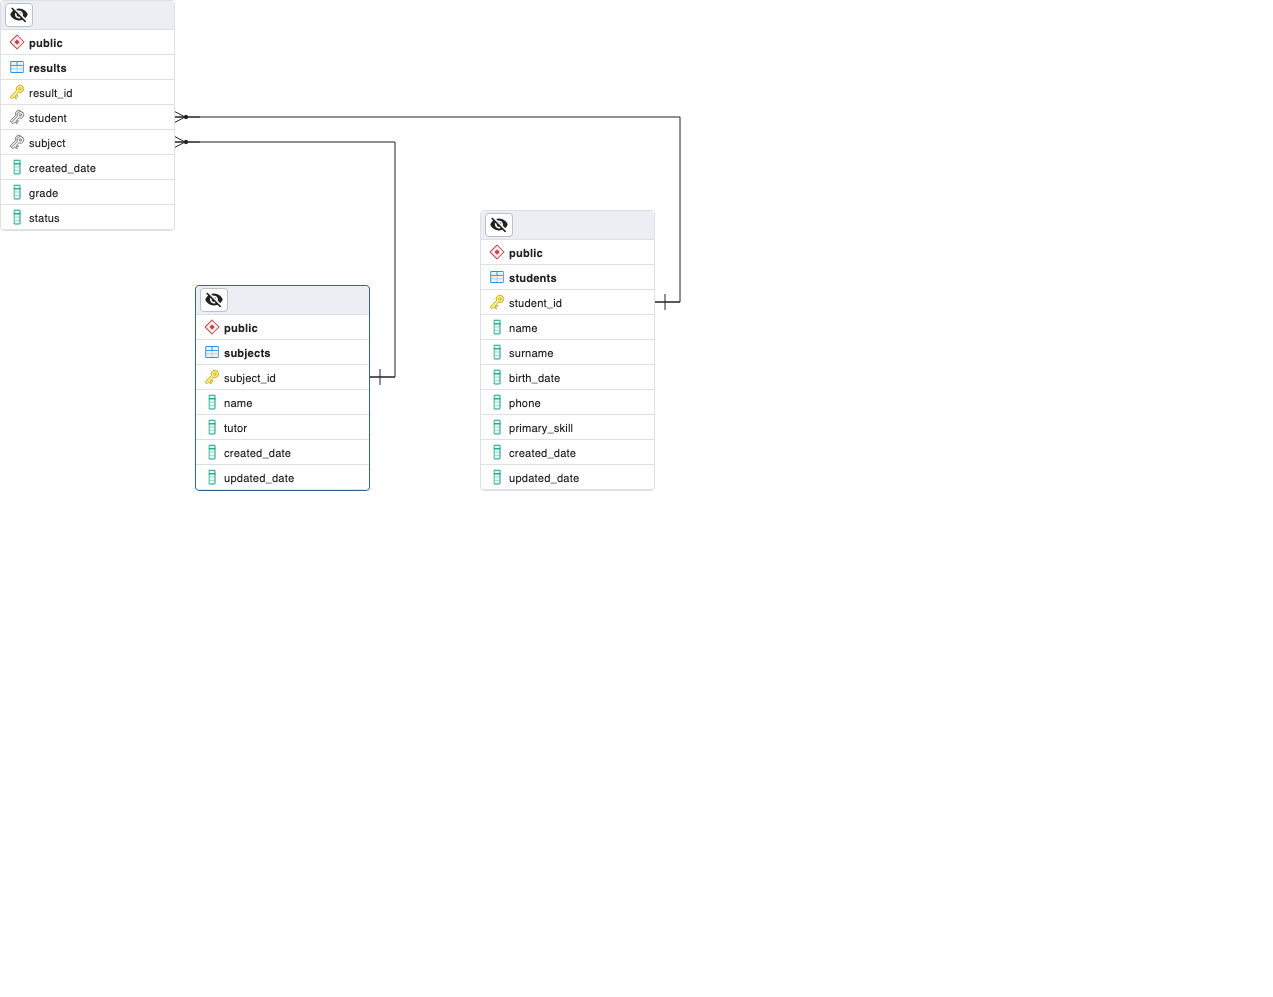 public
results
result_id
student
subject
created_date
grade
status
public
subjects
subject_id
name
tutor
created_date
updated_date
public
students
student_id
name
surname
birth_date
phone
primary_skill
created_date
updated_date